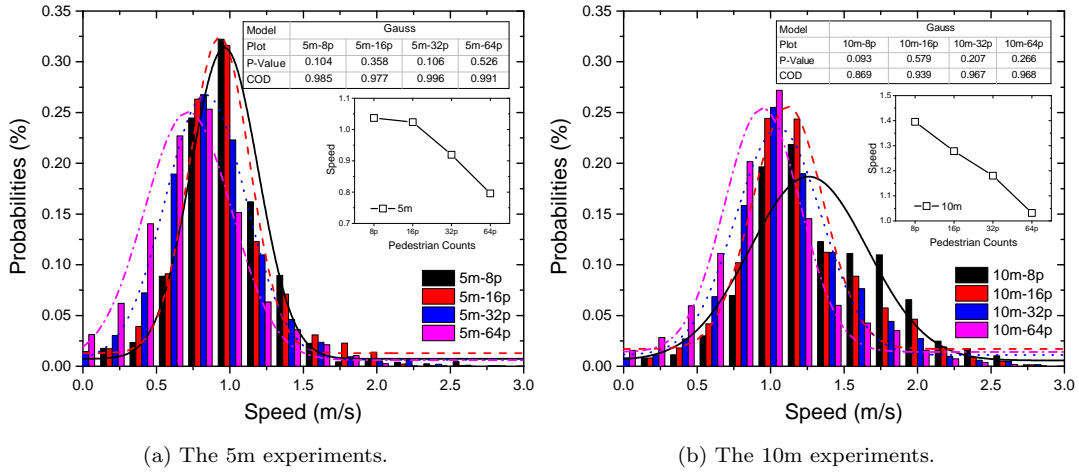 0.35
0.30
0.25
0.20
0.15
0.10
0.05
0.00
Probabilities (%)
0.0 0.5 1.0 1.5 2.0 2.5 3.0
Speed (m/s)
Model Gauss
Plot 5m-8p 5m-16p 5m-32p 5m-64p
P-Value 0.104 0.358 0.106 0.526
COD 0.985 0.977 0.996 0.991
1.1
1.0
0.9
0.8
0.7
Speed
5m
8p 16p 32p 64p
Pedestrian Counts
5m-8p
5m-16p
5m-32p
5m-64p
(a) The 5m experiments.
0.35
0.30
0.25
0.20
0.15
0.10
0.05
0.00
Probabilities (%)
0.0 0.5 1.0 1.5 2.0 2.5 3.0
Speed (m/s)
Model Gauss
Plot 10m-8p 10m-16p 10m-32p 10m-64p
P-Value 0.093 0.579 0.207 0.266
COD 0.869 0.939 0.967 0.968
1.5
1.4
1.3
1.2
1.1
1.0
Speed
10m
8p 16p 32p 64p
Pedestrian Counts
10m-8p
10m-16p
10m-32p
10m-64p
(b) The 10m experiments.